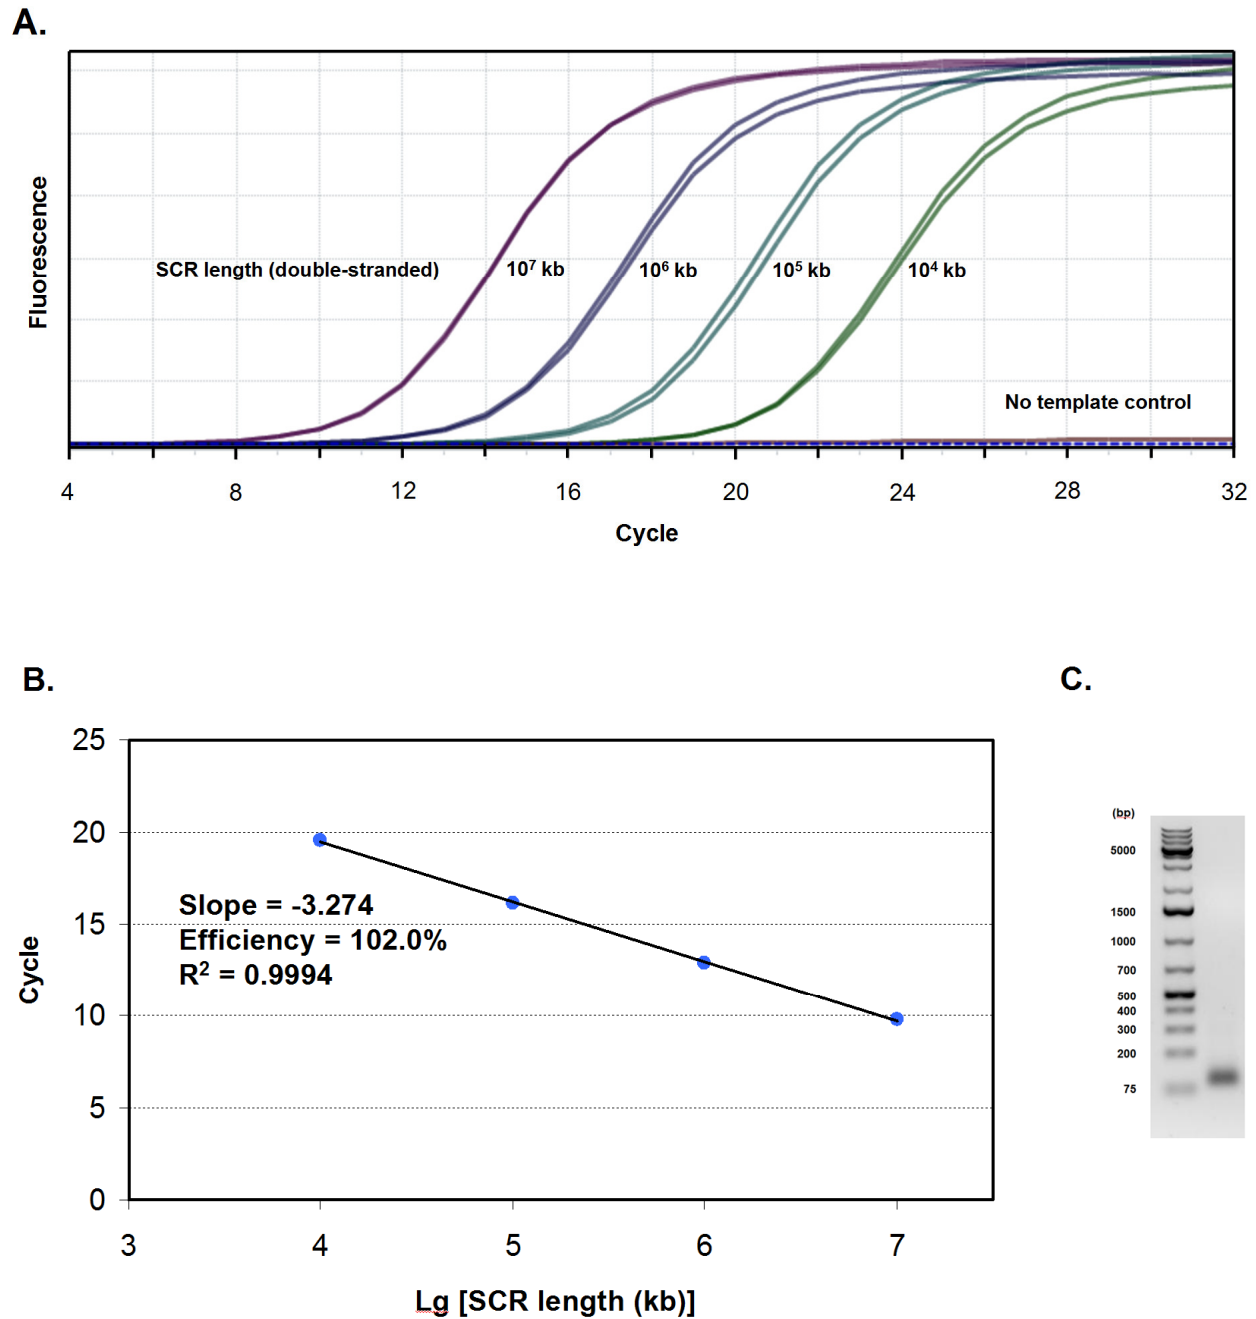 A.
Fluorescence
SCR length (double-stranded)
10⁷ kb
10⁶ kb
10⁵ kb
10⁴ kb
No template control
4 8 12 16 20 24 28 32
Cycle
B.
25
20
15
10
5
0
Cycle
Slope = -3.274
Efficiency = 102.0%
R² = 0.9994
3 4 5 6 7
Lg [SCR length (kb)]
C.
(bp)
5000
1500
1000
700
500
400
300
200
75